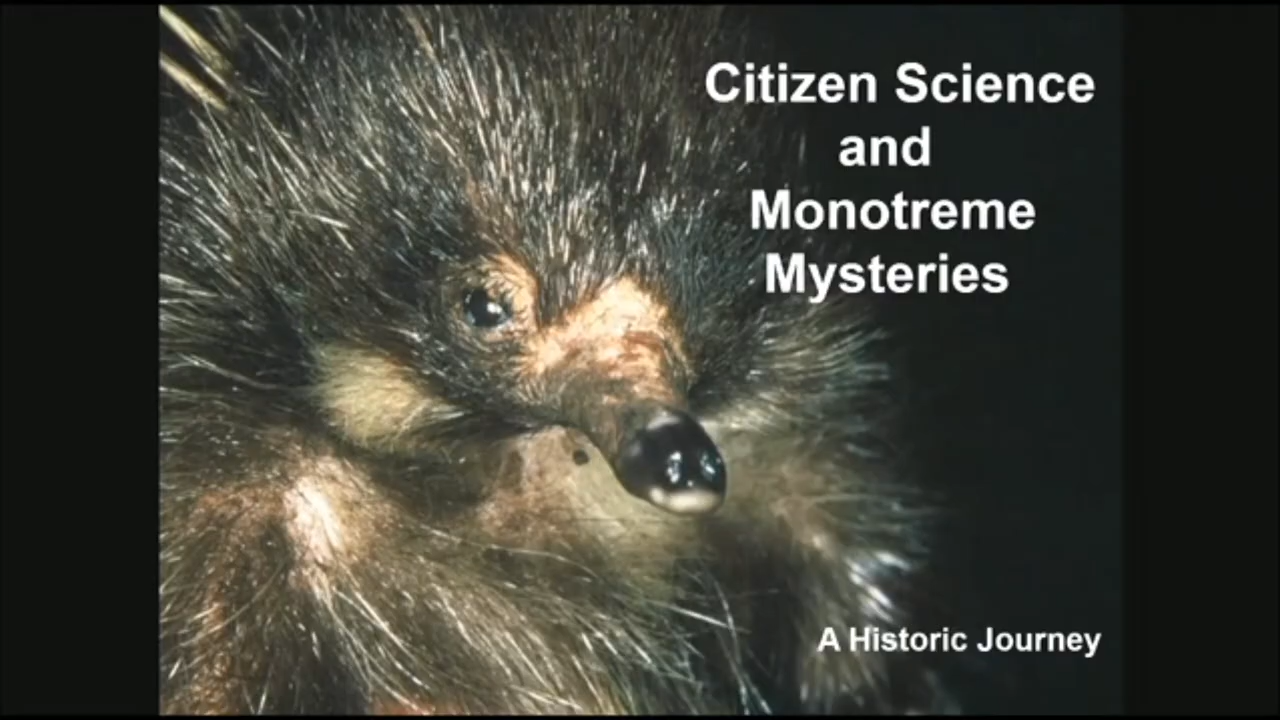 Citizen Science
and
Monotreme
Mysteries
A Historic Journey